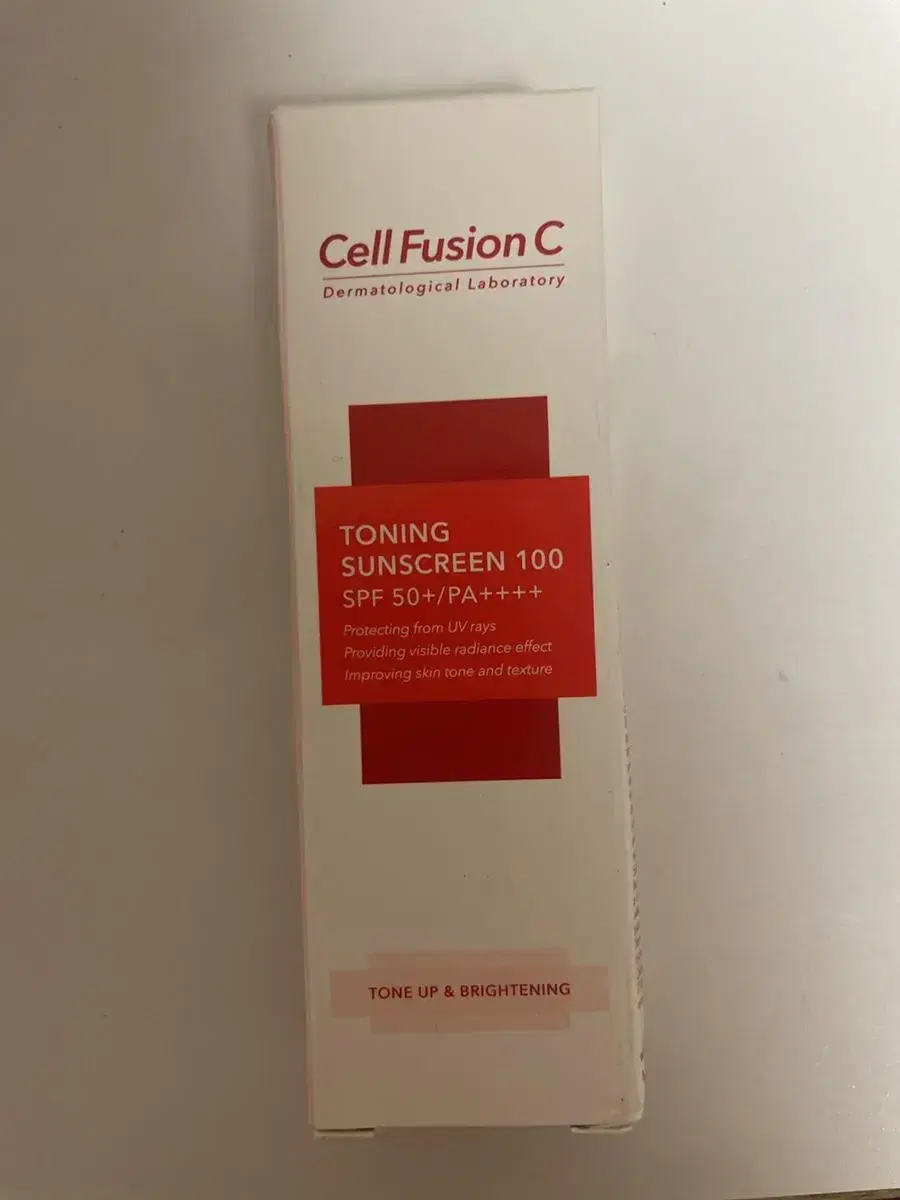 Cell Fusion C
Dermatological Laboratory
TONING
SUNSCREEN 100
SPF 50+/PA++++
Protecting from UV rays
Providing visible radiance effect
Improving skin tone and texture
TONE UP & BRIGHTENING